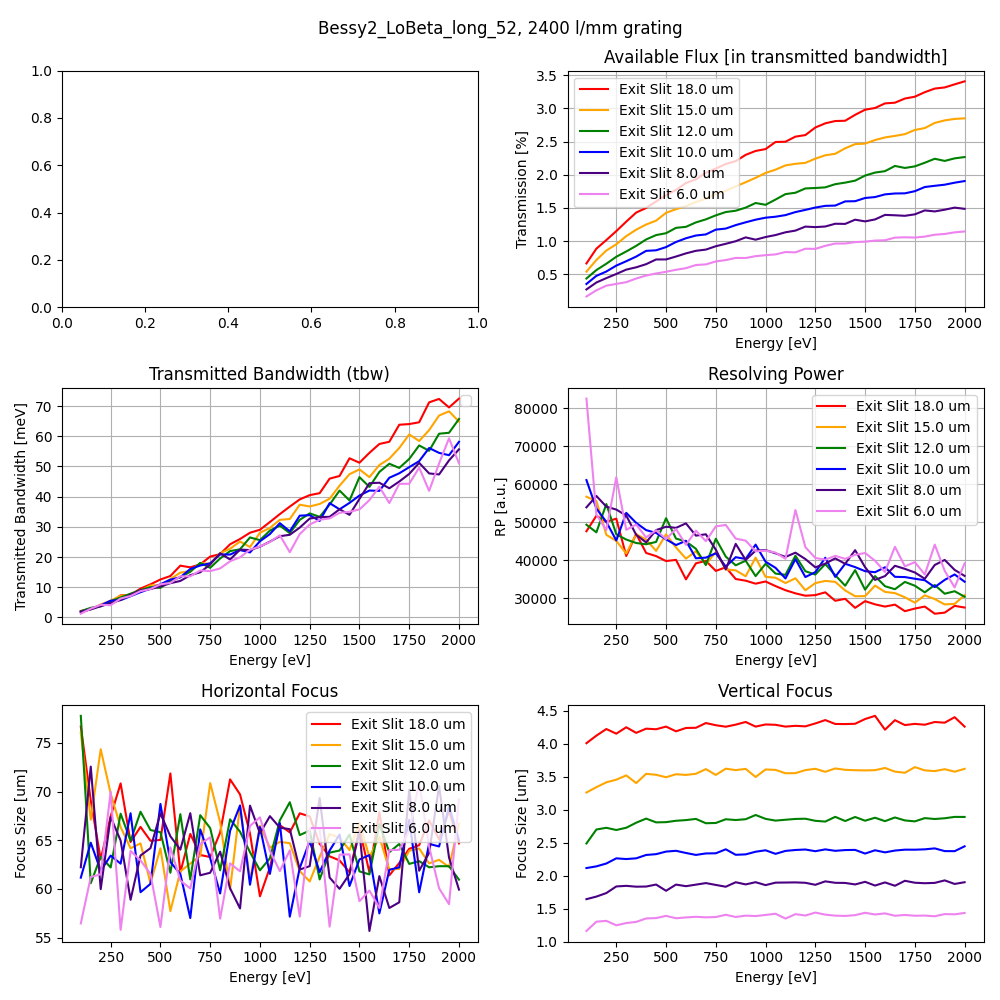 Bessy2_LoBeta_long_52, 2400 l/mm grating
1.0
0.8
0.6
0.4
0.2
0.0
0.0 0.2 0.4 0.6 0.8 1.0
Available Flux [in transmitted bandwidth]
Transmission [%]
3.5
3.0
2.5
2.0
1.5
1.0
0.5
Exit Slit 18.0 um
Exit Slit 15.0 um
Exit Slit 12.0 um
Exit Slit 10.0 um
Exit Slit 8.0 um
Exit Slit 6.0 um
250 500 750 1000 1250 1500 1750 2000
Energy [eV]
Transmitted Bandwidth (tbw)
Transmitted Bandwidth [meV]
70
60
50
40
30
20
10
0
250 500 750 1000 1250 1500 1750 2000
Energy [eV]
Resolving Power
RP [a.u.]
80000
70000
60000
50000
40000
30000
Exit Slit 18.0 um
Exit Slit 15.0 um
Exit Slit 12.0 um
Exit Slit 10.0 um
Exit Slit 8.0 um
Exit Slit 6.0 um
250 500 750 1000 1250 1500 1750 2000
Energy [eV]
Horizontal Focus
Focus Size [um]
75
70
65
60
55
Exit Slit 18.0 um
Exit Slit 15.0 um
Exit Slit 12.0 um
Exit Slit 10.0 um
Exit Slit 8.0 um
Exit Slit 6.0 um
250 500 750 1000 1250 1500 1750 2000
Energy [eV]
Vertical Focus
Focus Size [um]
4.5
4.0
3.5
3.0
2.5
2.0
1.5
1.0
250 500 750 1000 1250 1500 1750 2000
Energy [eV]